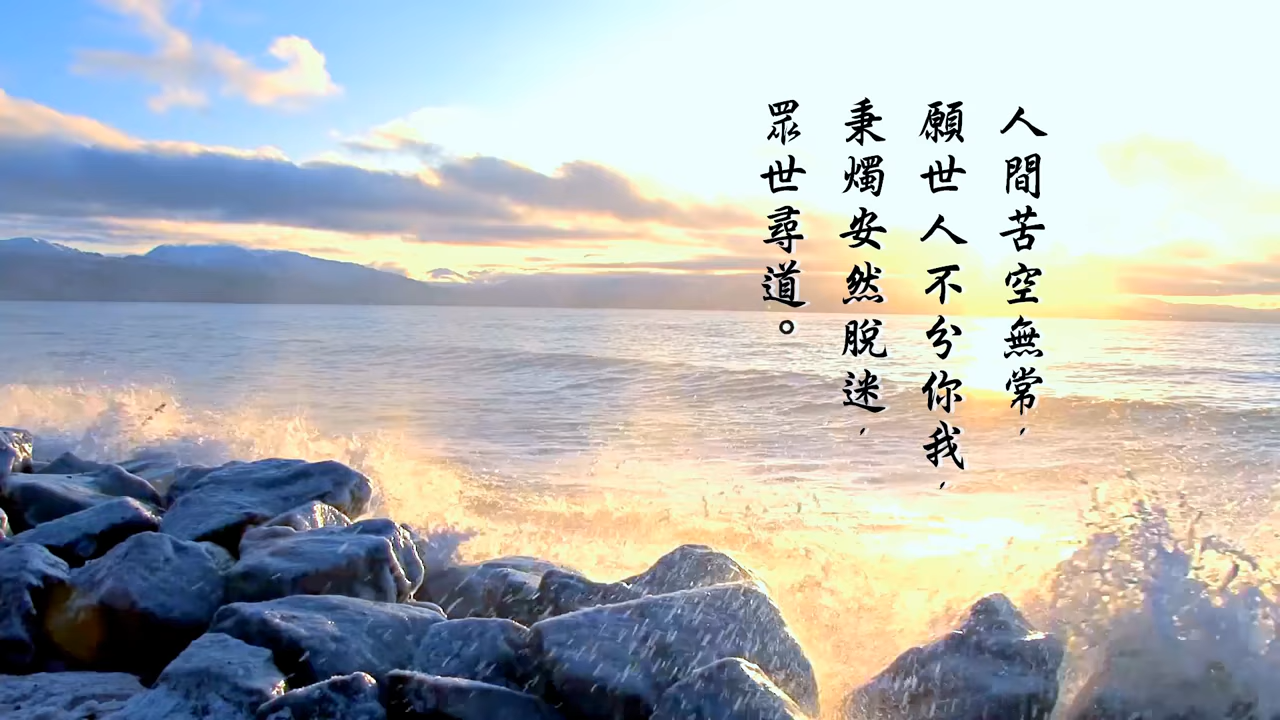 人間苦空無常，
願世人不分你我，
秉燭安然脫迷，
眾世尋道。